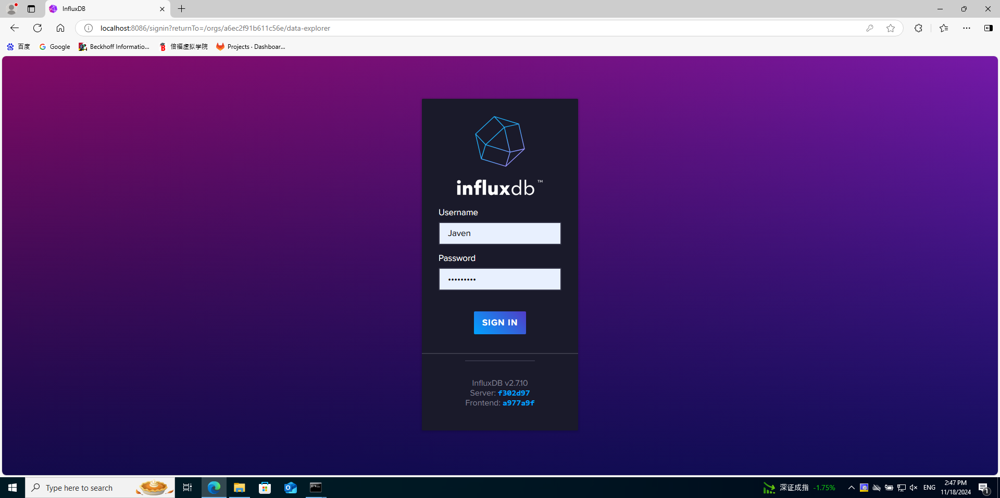 InfluxDB
localhost:8086/signin?returnTo=/orgs/a6ec2f91b611c56e/data-explorer
百度
Google
Beckhoff Informatio...
倍福虚拟学院
Projects · Dashboar...
influxdb™
Username
Javen
Password
•••••••••
SIGN IN
InfluxDB v2.7.10
Server: f302d97
Frontend: a977a9f
Type here to search
深证成指 -1.75%
ENG
2:47 PM
11/18/2024
1